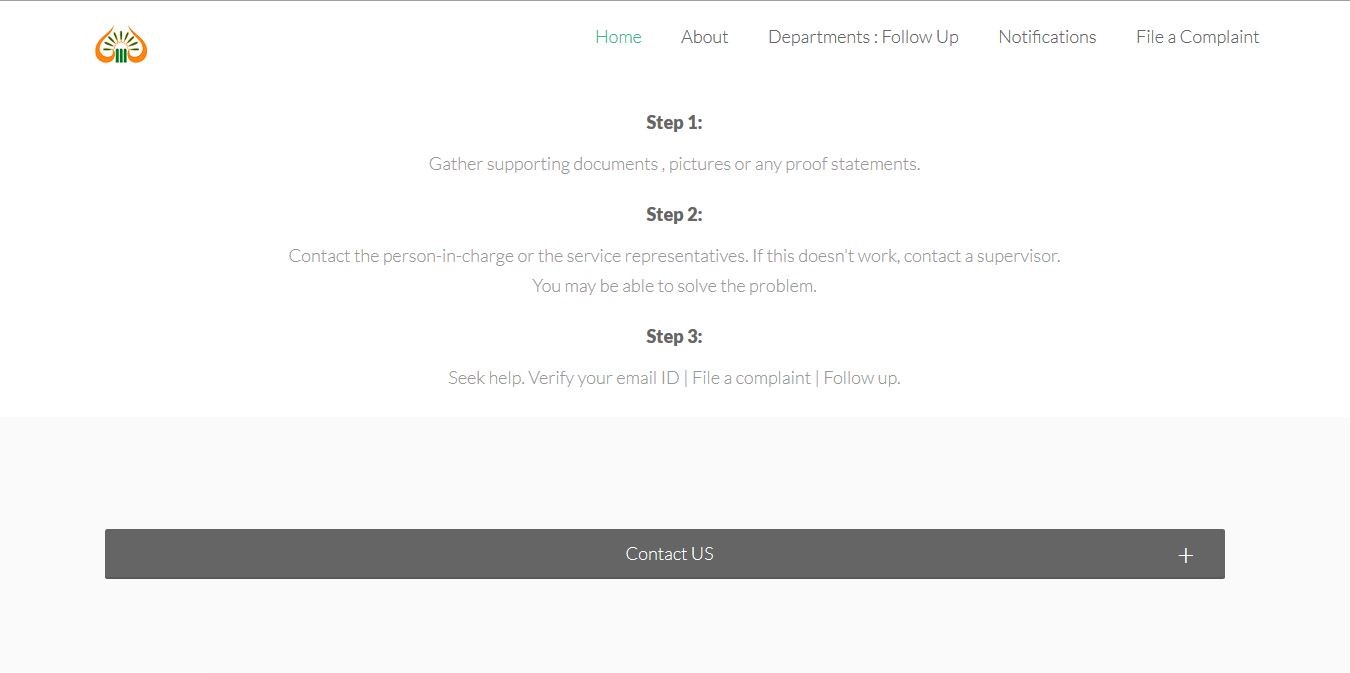 Home About Departments : Follow Up Notifications File a Complaint
Step 1:
Gather supporting documents , pictures or any proof statements.
Step 2:
Contact the person-in-charge or the service representatives. If this doesn't work, contact a supervisor.
You may be able to solve the problem.
Step 3:
Seek help. Verify your email ID | File a complaint | Follow up.
Contact US +